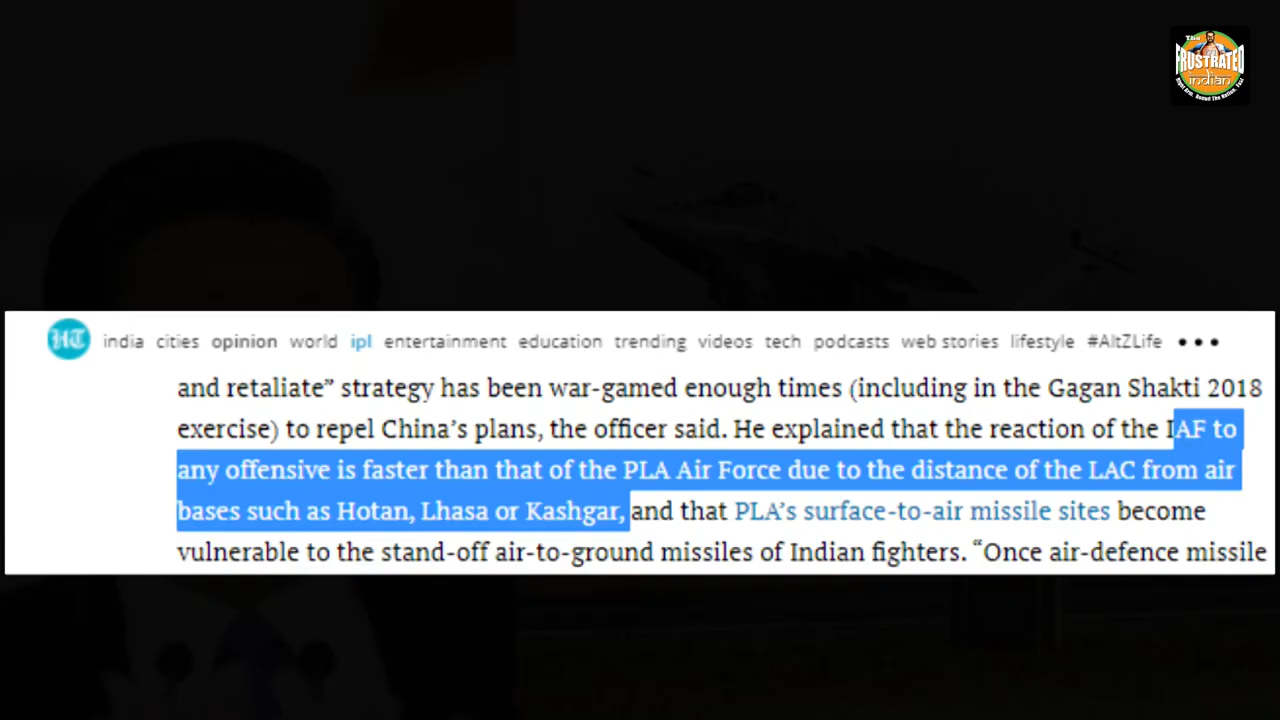 The
FRUSTRATED
indian
HT
india cities opinion world ipl entertainment education trending videos tech podcasts web stories lifestyle #AltZLife
and retaliate” strategy has been war-gamed enough times (including in the Gagan Shakti 2018
exercise) to repel China’s plans, the officer said. He explained that the reaction of the IAF to
any offensive is faster than that of the PLA Air Force due to the distance of the LAC from air
bases such as Hotan, Lhasa or Kashgar, and that PLA’s surface-to-air missile sites become
vulnerable to the stand-off air-to-ground missiles of Indian fighters. “Once air-defence missile